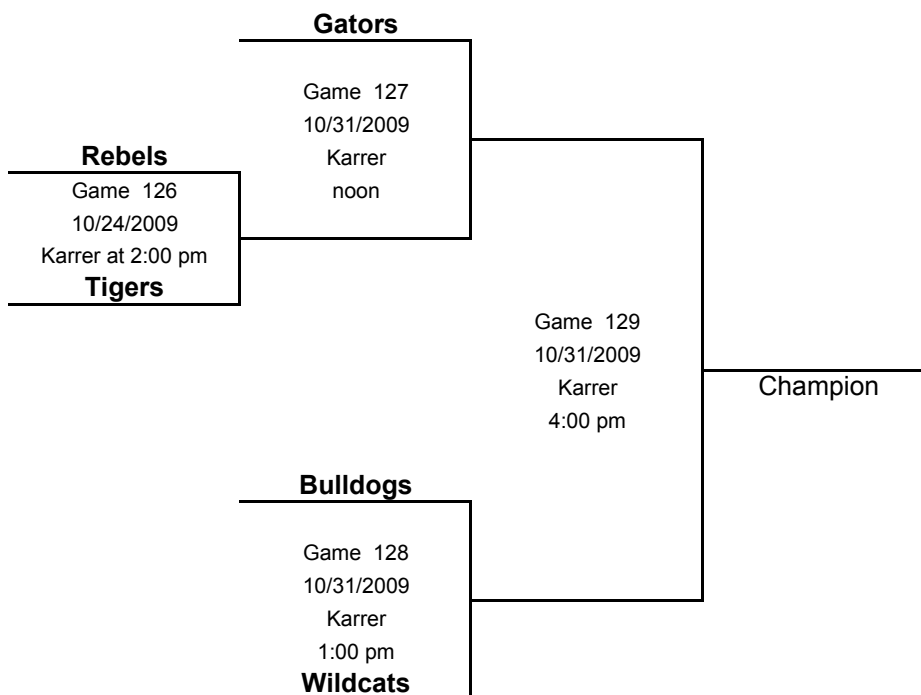 Gators
Game 127
10/31/2009
Karrer
noon
Rebels
Game 126
10/24/2009
Karrer at 2:00 pm
Tigers
Game 129
10/31/2009
Karrer
4:00 pm
Champion
Bulldogs
Game 128
10/31/2009
Karrer
1:00 pm
Wildcats